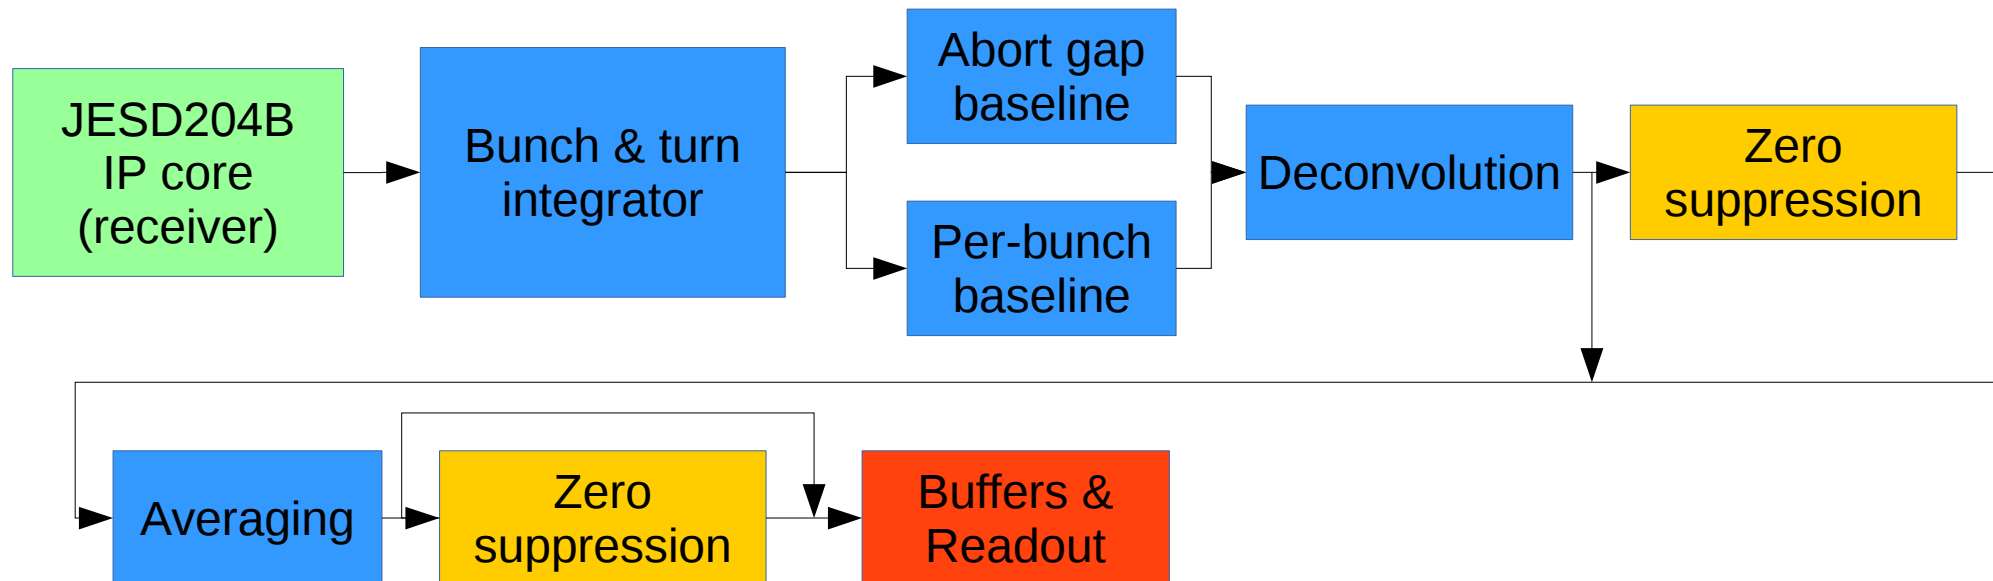 JESD204B
IP core
(receiver)
Bunch & turn
integrator
Abort gap
baseline
Per-bunch
baseline
Deconvolution
Zero
suppression
Averaging
Zero
suppression
Buffers &
Readout